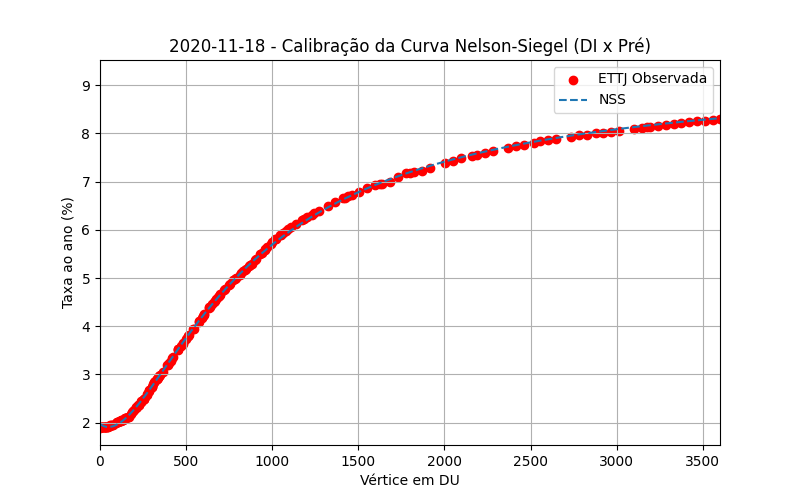 2020-11-18 - Calibração da Curva Nelson-Siegel (DI x Pré)
ETTJ Observada
NSS
Taxa ao ano (%)
9
8
7
6
5
4
3
2
0 500 1000 1500 2000 2500 3000 3500
Vértice em DU